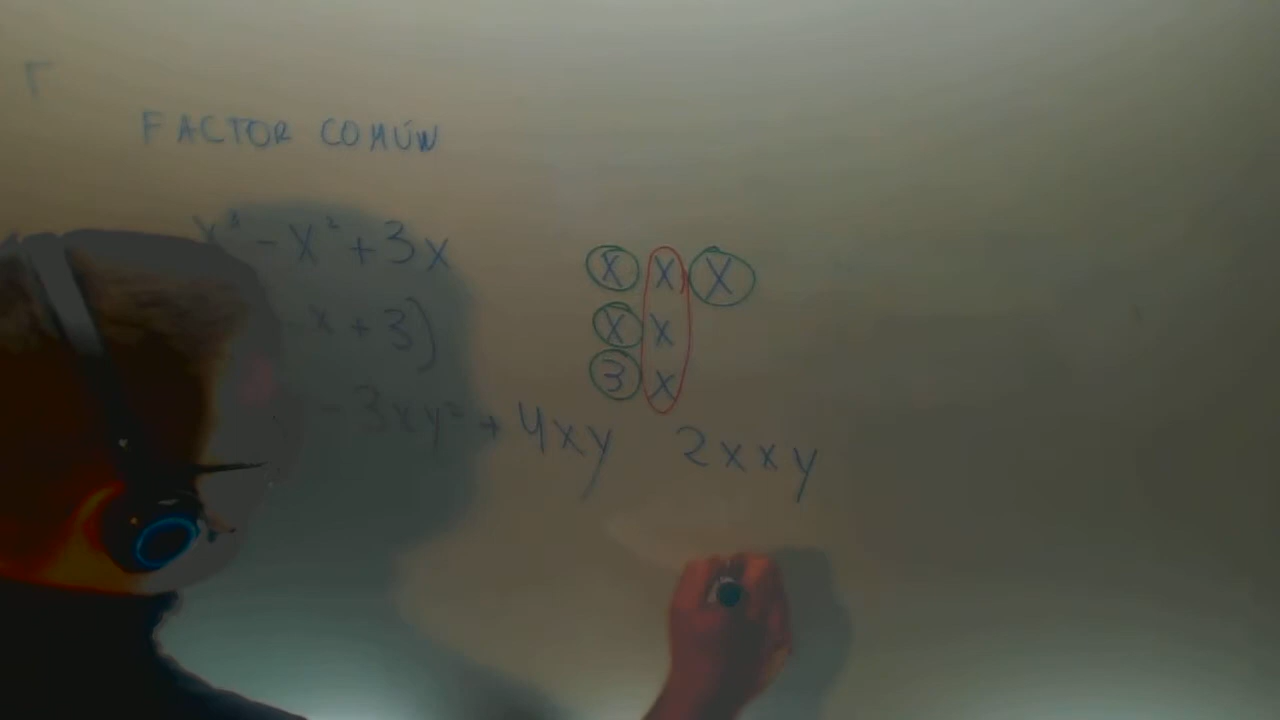 FACTOR COMÚN
x³ - x² + 3x
x x x
x + 3)
x x
3 x
- 3xy² + 4xy 2xxy